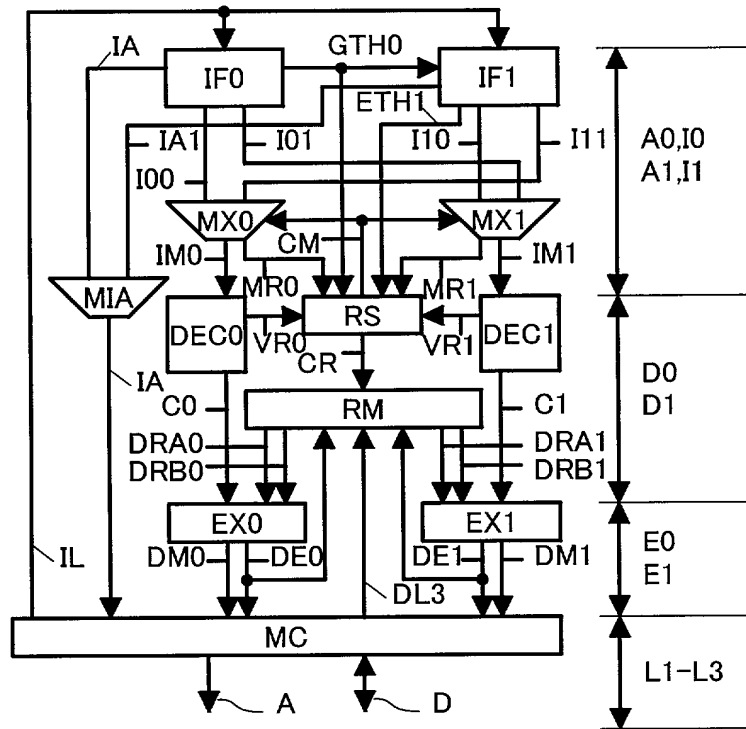 IA
GTH0
IF0
IF1
ETH1
IA1
I01
I10
I11
A0,I0
A1,I1
I00
MX0
MX1
IM0
CM
IM1
MR0
MR1
MIA
DEC0
RS
DEC1
VR0
VR1
CR
IA
D0
D1
C0
RM
C1
DRA0
DRA1
DRB0
DRB1
EX0
EX1
DM0
DE0
DE1
DM1
E0
E1
IL
DL3
MC
L1-L3
A
D